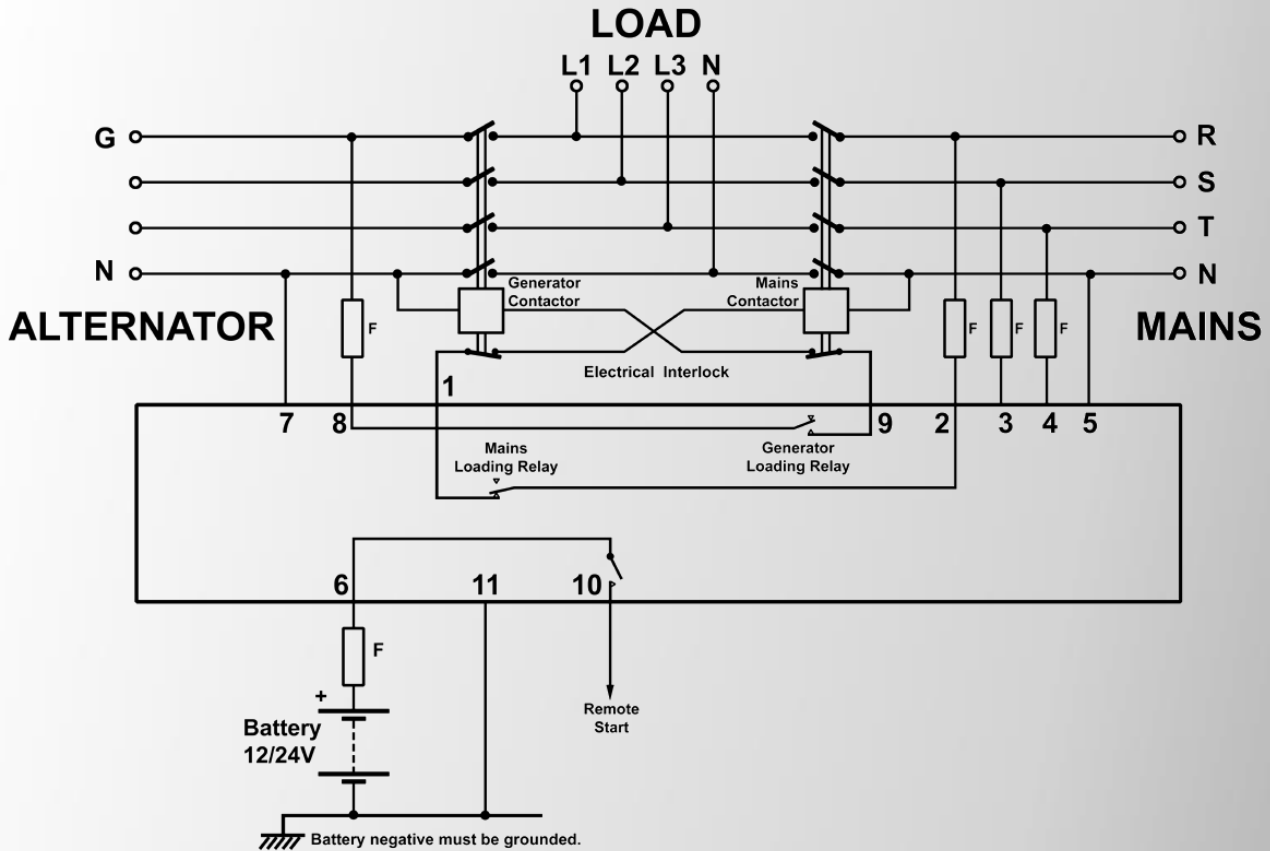 LOAD
L1 L2 L3 N
G
R
S
T
N
N
Generator
Contactor
Mains
Contactor
ALTERNATOR
MAINS
F
F
F
F
Electrical Interlock
1
7
8
9
2
3
4
5
Mains
Loading Relay
Generator
Loading Relay
6
11
10
F
+
Battery
12/24V
Remote
Start
Battery negative must be grounded.